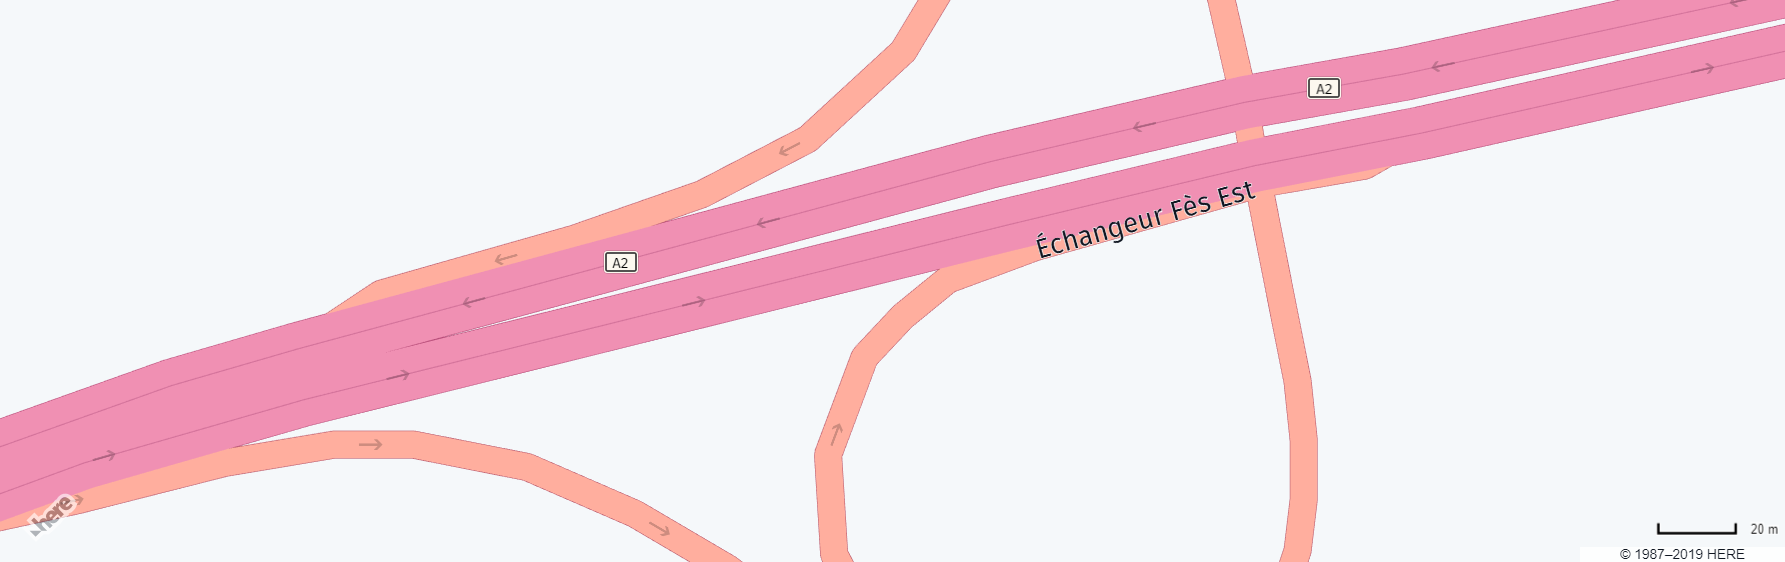 A2
Échangeur Fès Est
A2
here
20 m
© 1987–2019 HERE